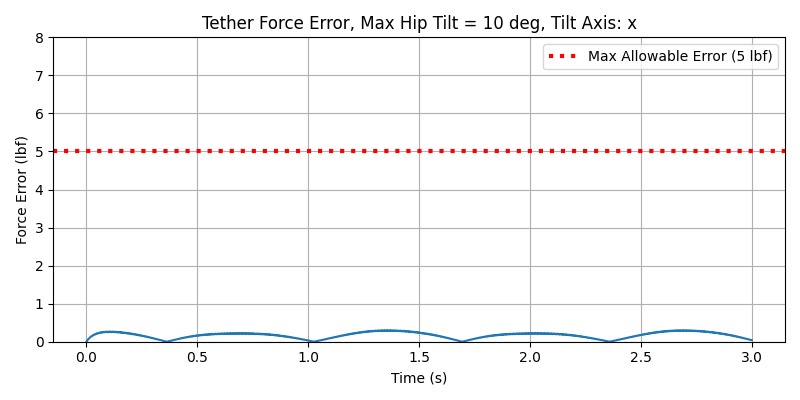 Tether Force Error, Max Hip Tilt = 10 deg, Tilt Axis: x
Max Allowable Error (5 lbf)
Force Error (lbf)
8
7
6
5
4
3
2
1
0
0.0 0.5 1.0 1.5 2.0 2.5 3.0
Time (s)